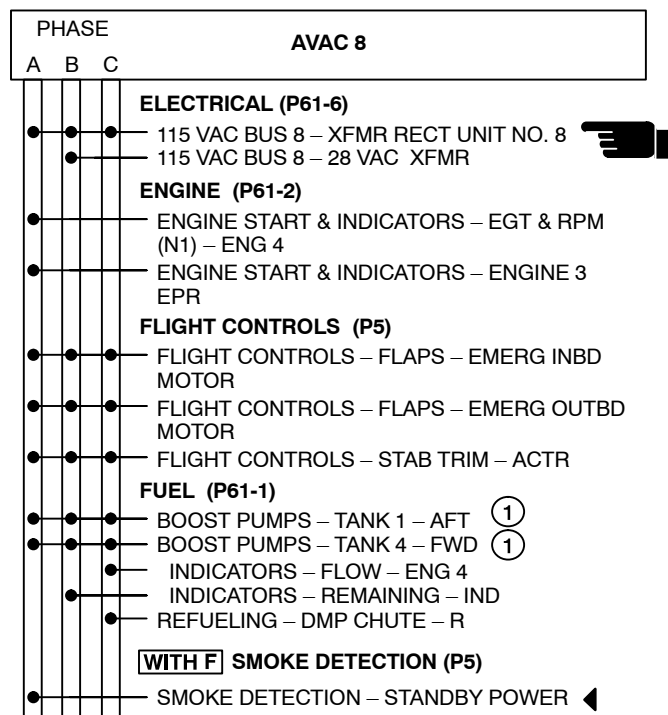 PHASE
AVAC 8
A B C
ELECTRICAL (P61-6)
115 VAC BUS 8 – XFMR RECT UNIT NO. 8
115 VAC BUS 8 – 28 VAC XFMR
ENGINE (P61-2)
ENGINE START & INDICATORS – EGT & RPM
(N1) – ENG 4
ENGINE START & INDICATORS – ENGINE 3
EPR
FLIGHT CONTROLS (P5)
FLIGHT CONTROLS – FLAPS – EMERG INBD
MOTOR
FLIGHT CONTROLS – FLAPS – EMERG OUTBD
MOTOR
FLIGHT CONTROLS – STAB TRIM – ACTR
FUEL (P61-1)
BOOST PUMPS – TANK 1 – AFT 1
BOOST PUMPS – TANK 4 – FWD 1
INDICATORS – FLOW – ENG 4
INDICATORS – REMAINING – IND
REFUELING – DMP CHUTE – R
WITH F SMOKE DETECTION (P5)
SMOKE DETECTION – STANDBY POWER